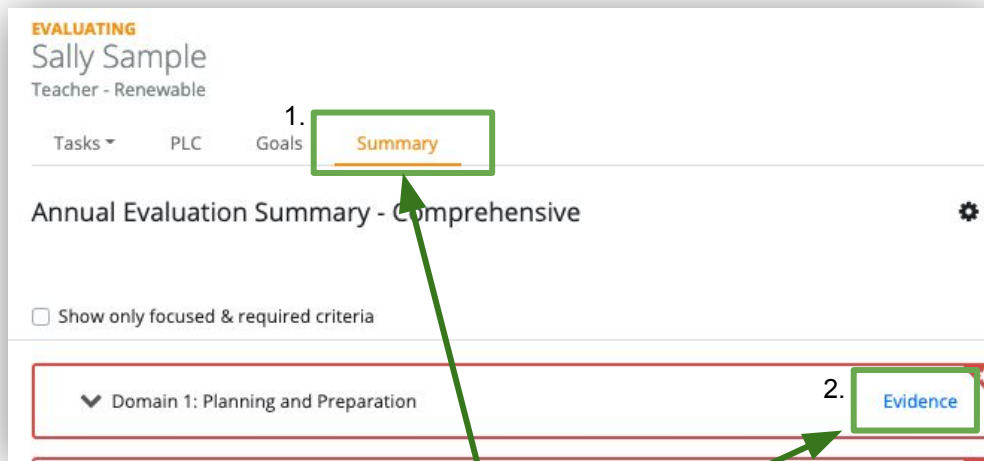 EVALUATING
Sally Sample
Teacher - Renewable
1.
Tasks PLC Goals Summary
Annual Evaluation Summary - Comprehensive
Show only focused & required criteria
Domain 1: Planning and Preparation 2. Evidence